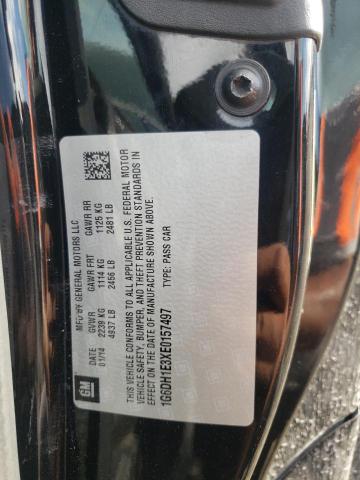 MFD BY GENERAL MOTORS LLC
DATE GVWR GAWR FRT GAWR RR
01/14 2239 KG 1114 KG 1125 KG
4937 LB 2456 LB 2481 LB
THIS VEHICLE CONFORMS TO ALL APPLICABLE U.S. FEDERAL MOTOR
VEHICLE SAFETY, BUMPER, AND THEFT PREVENTION STANDARDS IN
EFFECT ON THE DATE OF MANUFACTURE SHOWN ABOVE.
1G6DH1E3XE0157497 TYPE: PASS CAR
GM